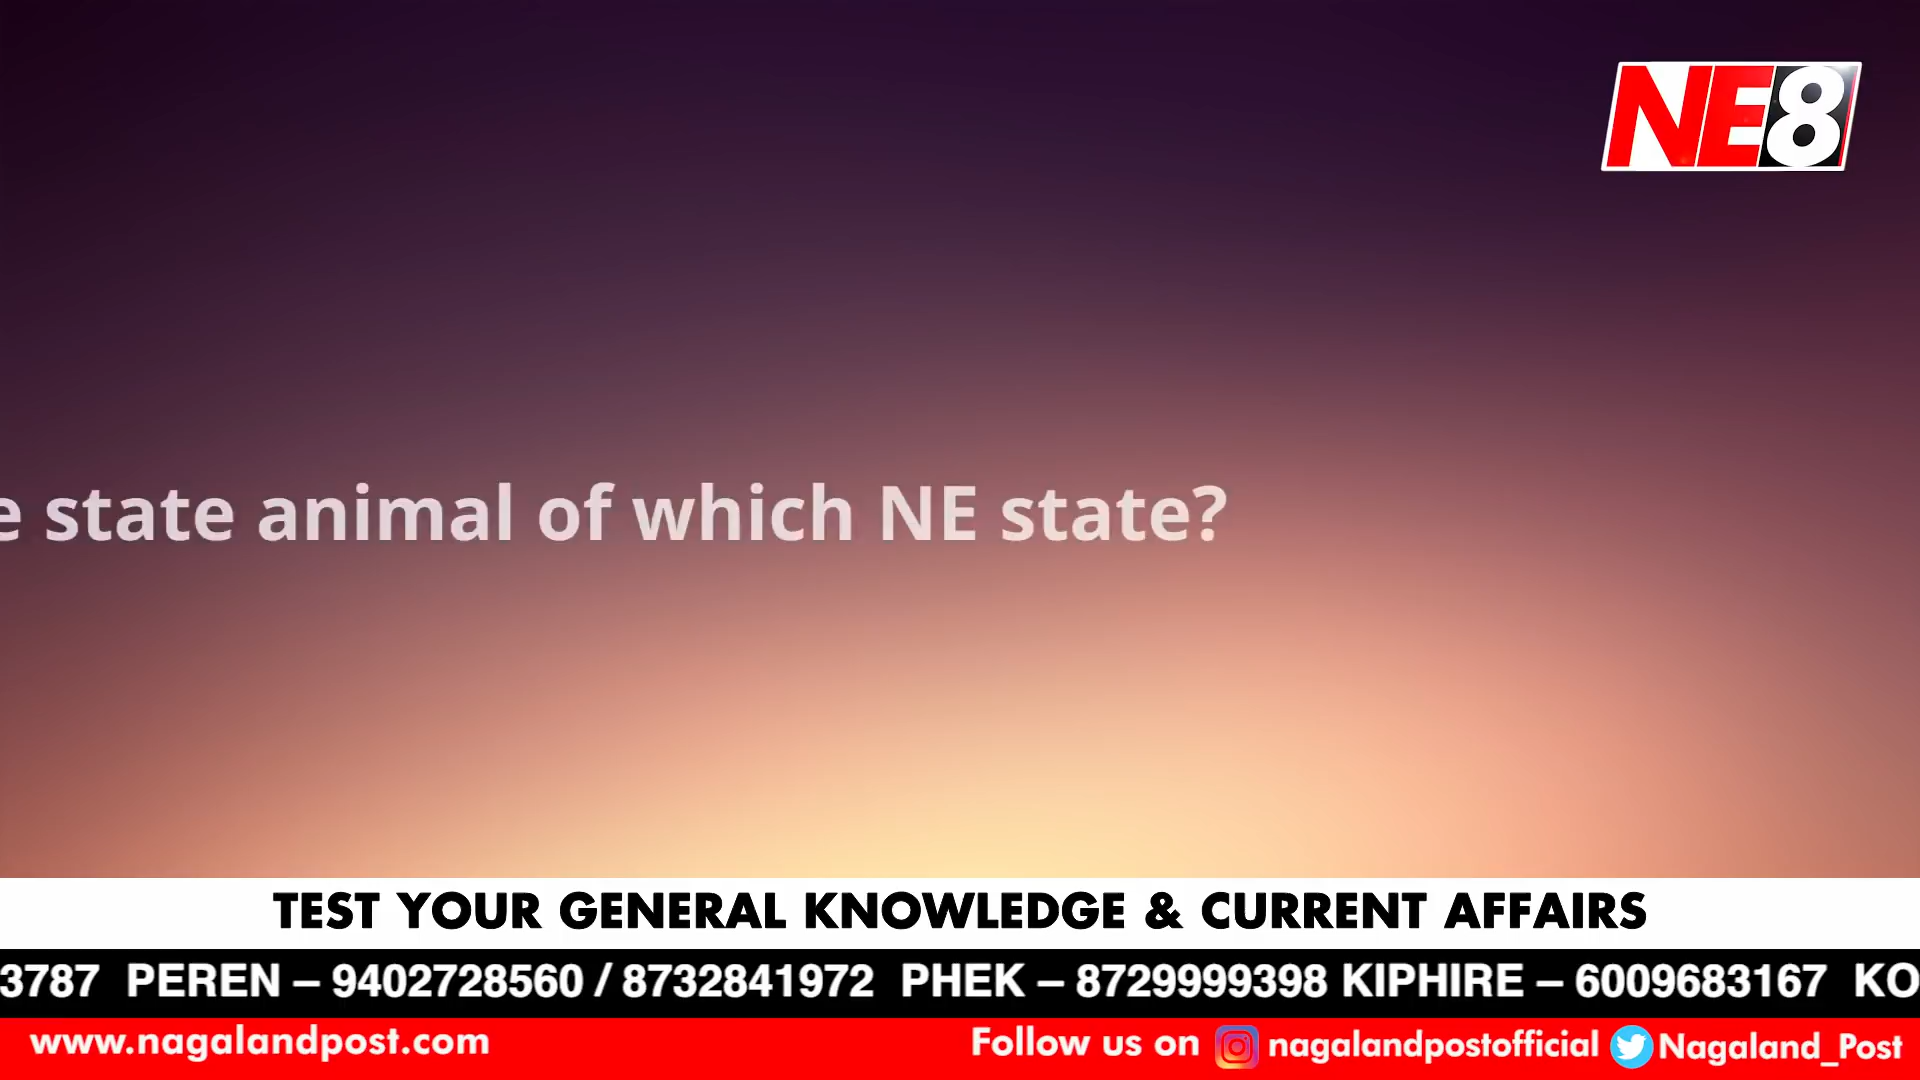 NE8
e state animal of which NE state?
TEST YOUR GENERAL KNOWLEDGE & CURRENT AFFAIRS
3787 PEREN – 9402728560 / 8732841972 PHEK – 8729999398 KIPHIRE – 6009683167 KO
www.nagalandpost.com Follow us on nagalandpostofficial Nagaland_Post